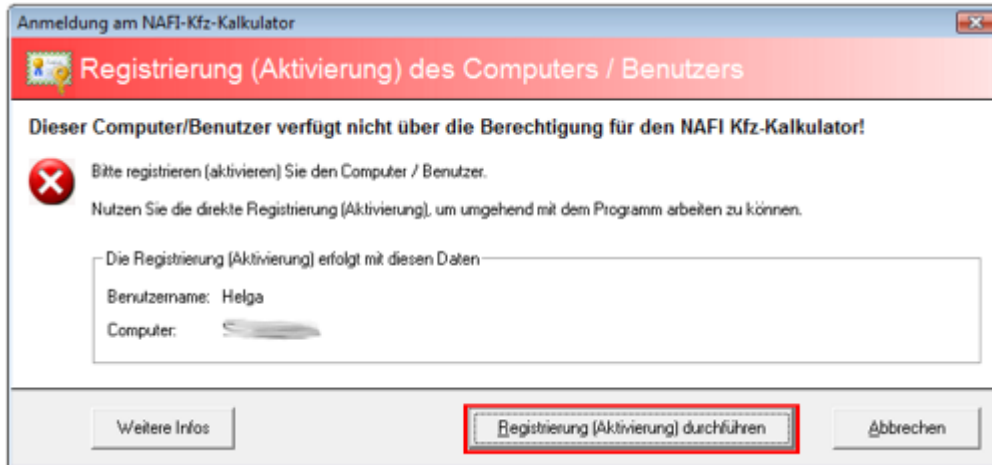 Anmeldung am NAFI-Kfz-Kalkulator
Registrierung (Aktivierung) des Computers / Benutzers
Dieser Computer/Benutzer verfügt nicht über die Berechtigung für den NAFI Kfz-Kalkulator!
Bitte registrieren (aktivieren) Sie den Computer / Benutzer.
Nutzen Sie die direkte Registrierung (Aktivierung), um umgehend mit dem Programm arbeiten zu können.
Die Registrierung (Aktivierung) erfolgt mit diesen Daten
Benutzername: Helga
Computer:
Weitere Infos
Registrierung (Aktivierung) durchführen
Abbrechen